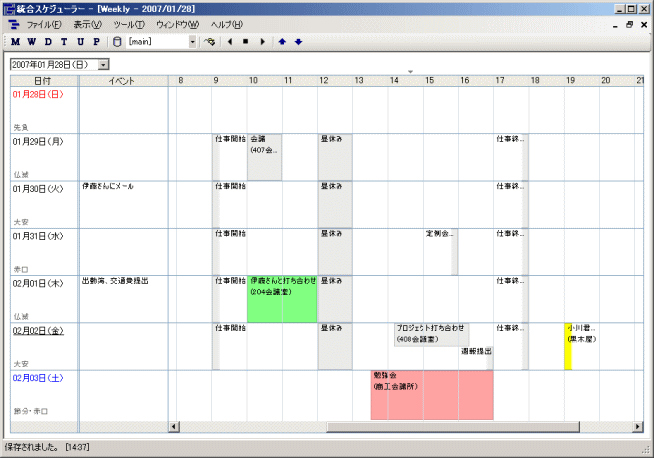 統合スケジューラー - [Weekly - 2007/01/28]
ファイル(F) 表示(V) ツール(T) ウィンドウ(W) ヘルプ(H)
M W D T U P [main]
2007年01月28日(日)
日付 イベント 8 9 10 11 12 13 14 15 16 17 18 19 20 21
01月28日(日)
先負
01月29日(月) 仕事開始 会議 昼休み 仕事終...
(407会...
仏滅
01月30日(火) 伊藤さんにメール 仕事開始 昼休み 仕事終...
大安
01月31日(水) 仕事開始 昼休み 定例会... 仕事終...
赤口
02月01日(木) 出勤簿、交通費提出 仕事開始 伊藤さんと打ち合わせ 昼休み 仕事終...
(204会議室)
仏滅
02月02日(金) 仕事開始 昼休み プロジェクト打ち合わせ 仕事終... 小川君...
(408会議室) (果木屋)
週報提出
大安
02月03日(土) 勉強会
(商工会議所)
節分・赤口
保存されました。 [14:37]